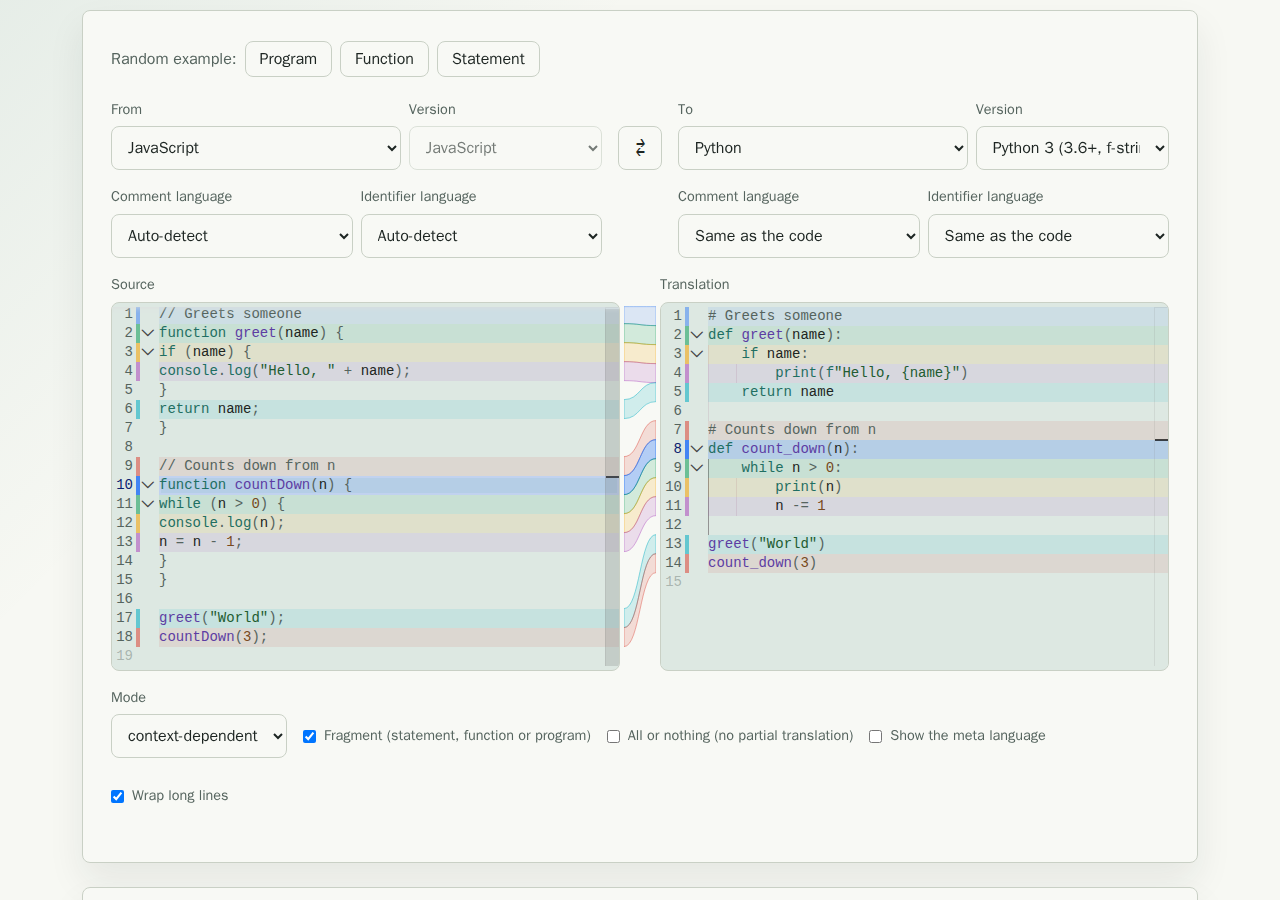 Random example: Program Function Statement
From Version To Version
JavaScript JavaScript ⇄ Python Python 3 (3.6+, f-stri
Comment language Identifier language Comment language Identifier language
Auto-detect Auto-detect Same as the code Same as the code
Source Translation
1 // Greets someone
2 function greet(name) {
3 if (name) {
4 console.log("Hello, " + name);
5 }
6 return name;
7 }
8
9 // Counts down from n
10 function countDown(n) {
11 while (n > 0) {
12 console.log(n);
13 n = n - 1;
14 }
15 }
16
17 greet("World");
18 countDown(3);
19
1 # Greets someone
2 def greet(name):
3     if name:
4         print(f"Hello, {name}")
5     return name
6
7 # Counts down from n
8 def count_down(n):
9     while n > 0:
10         print(n)
11         n -= 1
12
13 greet("World")
14 count_down(3)
15
Mode
context-dependent Fragment (statement, function or program) All or nothing (no partial translation) Show the meta language
Wrap long lines